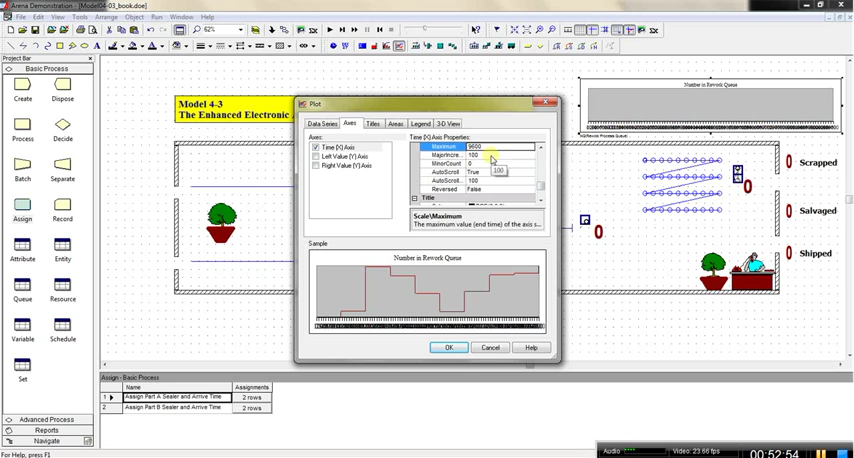 Arena Demonstration - [Model04-03_book.doe]
File Edit View Tools Arrange Object Run Window Help
62%
Project Bar
Basic Process
Create Dispose
Process Decide
Batch Separate
Assign Record
Attribute Entity
Queue Resource
Variable Schedule
Set
Advanced Process
Reports
Navigate
For Help, press F1
Model 4-3
The Enhanced Electronic
Plot
Data Series Axes Titles Areas Legend 3-D View
Axes:
Time (X) Axis
Left Value (Y) Axis
Right Value (Y) Axis
Time (X) Axis Properties:
Maximum 9600
MajorIncre... 100
MinorCount 0
AutoScroll True
AutoScroll... 100
Reversed False
Title
100
Scale\Maximum
The maximum value (end time) of the axis s...
Sample
Number in Rework Queue
OK Cancel Help
Number in Rework Queue
0 Scrapped
0 Salvaged
0 Shipped
0
0
Assign - Basic Process
Name Assignments
1 Assign Part A Sealer and Arrive Time 2 rows
2 Assign Part B Sealer and Arrive Time 2 rows
Audio Video: 23.66 fps 00:52:54